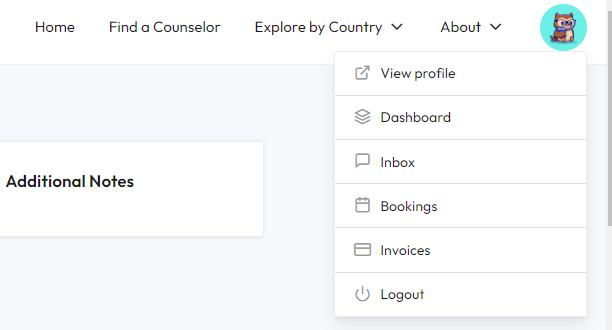 Home Find a Counselor Explore by Country About
View profile
Dashboard
Additional Notes
Inbox
Bookings
Invoices
Logout